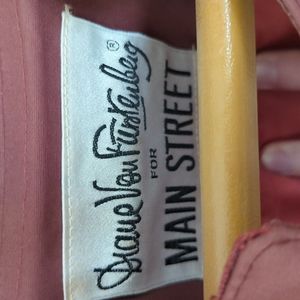 Diane Von Furstenberg ®
FOR
MAIN STREET